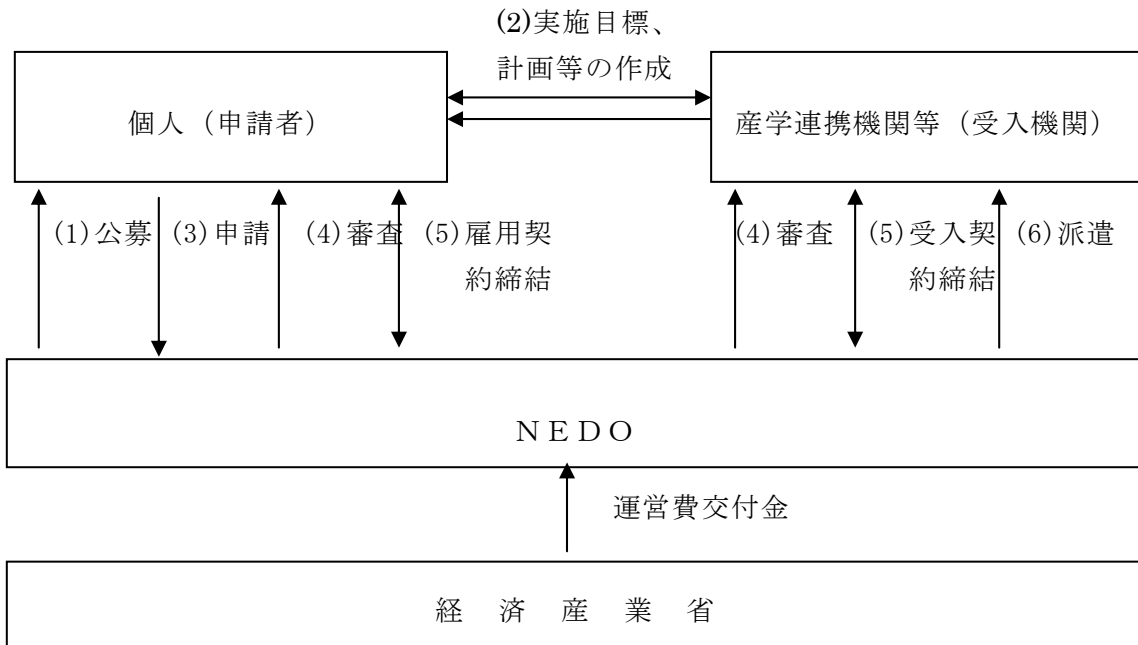 (2)実施目標、
計画等の作成
個人（申請者）
産学連携機関等（受入機関）
(1)公募
(3)申請
(4)審査
(5)雇用契
約締結
(4)審査
(5)受入契
約締結
(6)派遣
ＮＥＤＯ
運営費交付金
経　済　産　業　省